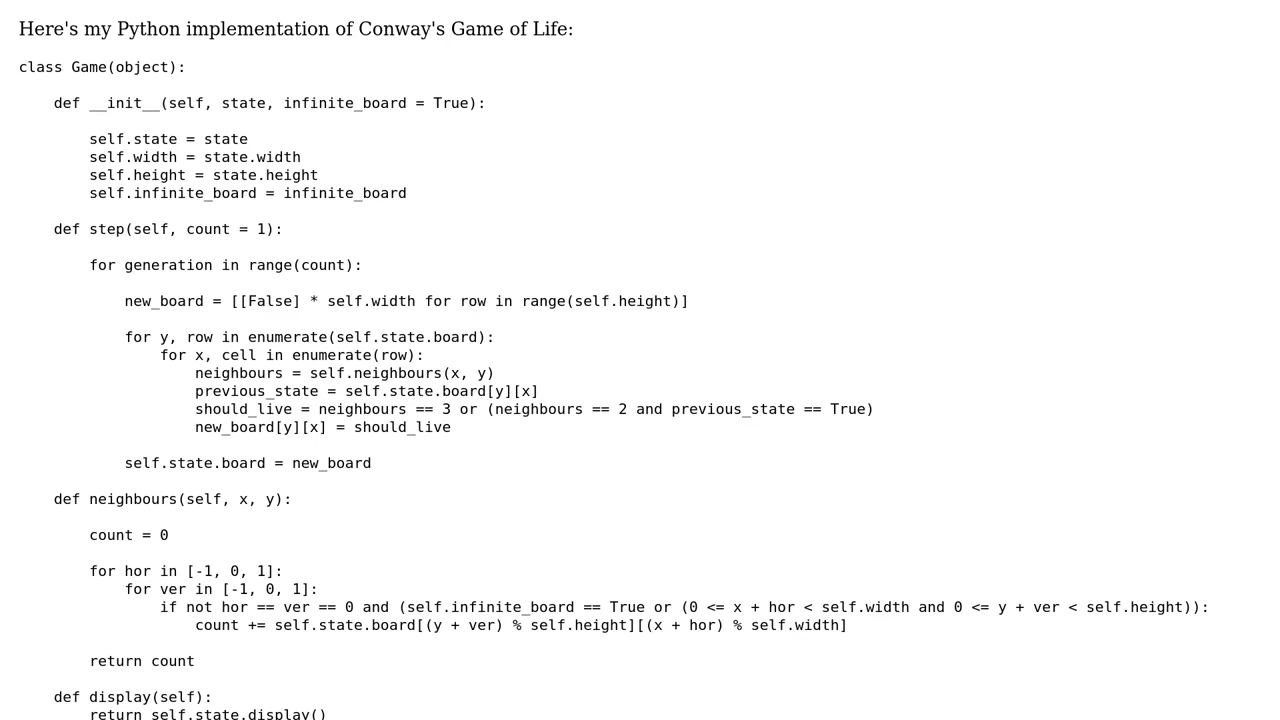 Here's my Python implementation of Conway's Game of Life:
class Game(object):
    def __init__(self, state, infinite_board = True):
        self.state = state
        self.width = state.width
        self.height = state.height
        self.infinite_board = infinite_board
    def step(self, count = 1):
        for generation in range(count):
            new_board = [[False] * self.width for row in range(self.height)]
            for y, row in enumerate(self.state.board):
                for x, cell in enumerate(row):
                    neighbours = self.neighbours(x, y)
                    previous_state = self.state.board[y][x]
                    should_live = neighbours == 3 or (neighbours == 2 and previous_state == True)
                    new_board[y][x] = should_live
            self.state.board = new_board
    def neighbours(self, x, y):
        count = 0
        for hor in [-1, 0, 1]:
            for ver in [-1, 0, 1]:
                if not hor == ver == 0 and (self.infinite_board == True or (0 <= x + hor < self.width and 0 <= y + ver < self.height)):
                    count += self.state.board[(y + ver) % self.height][(x + hor) % self.width]
        return count
    def display(self):
        return self.state.display()